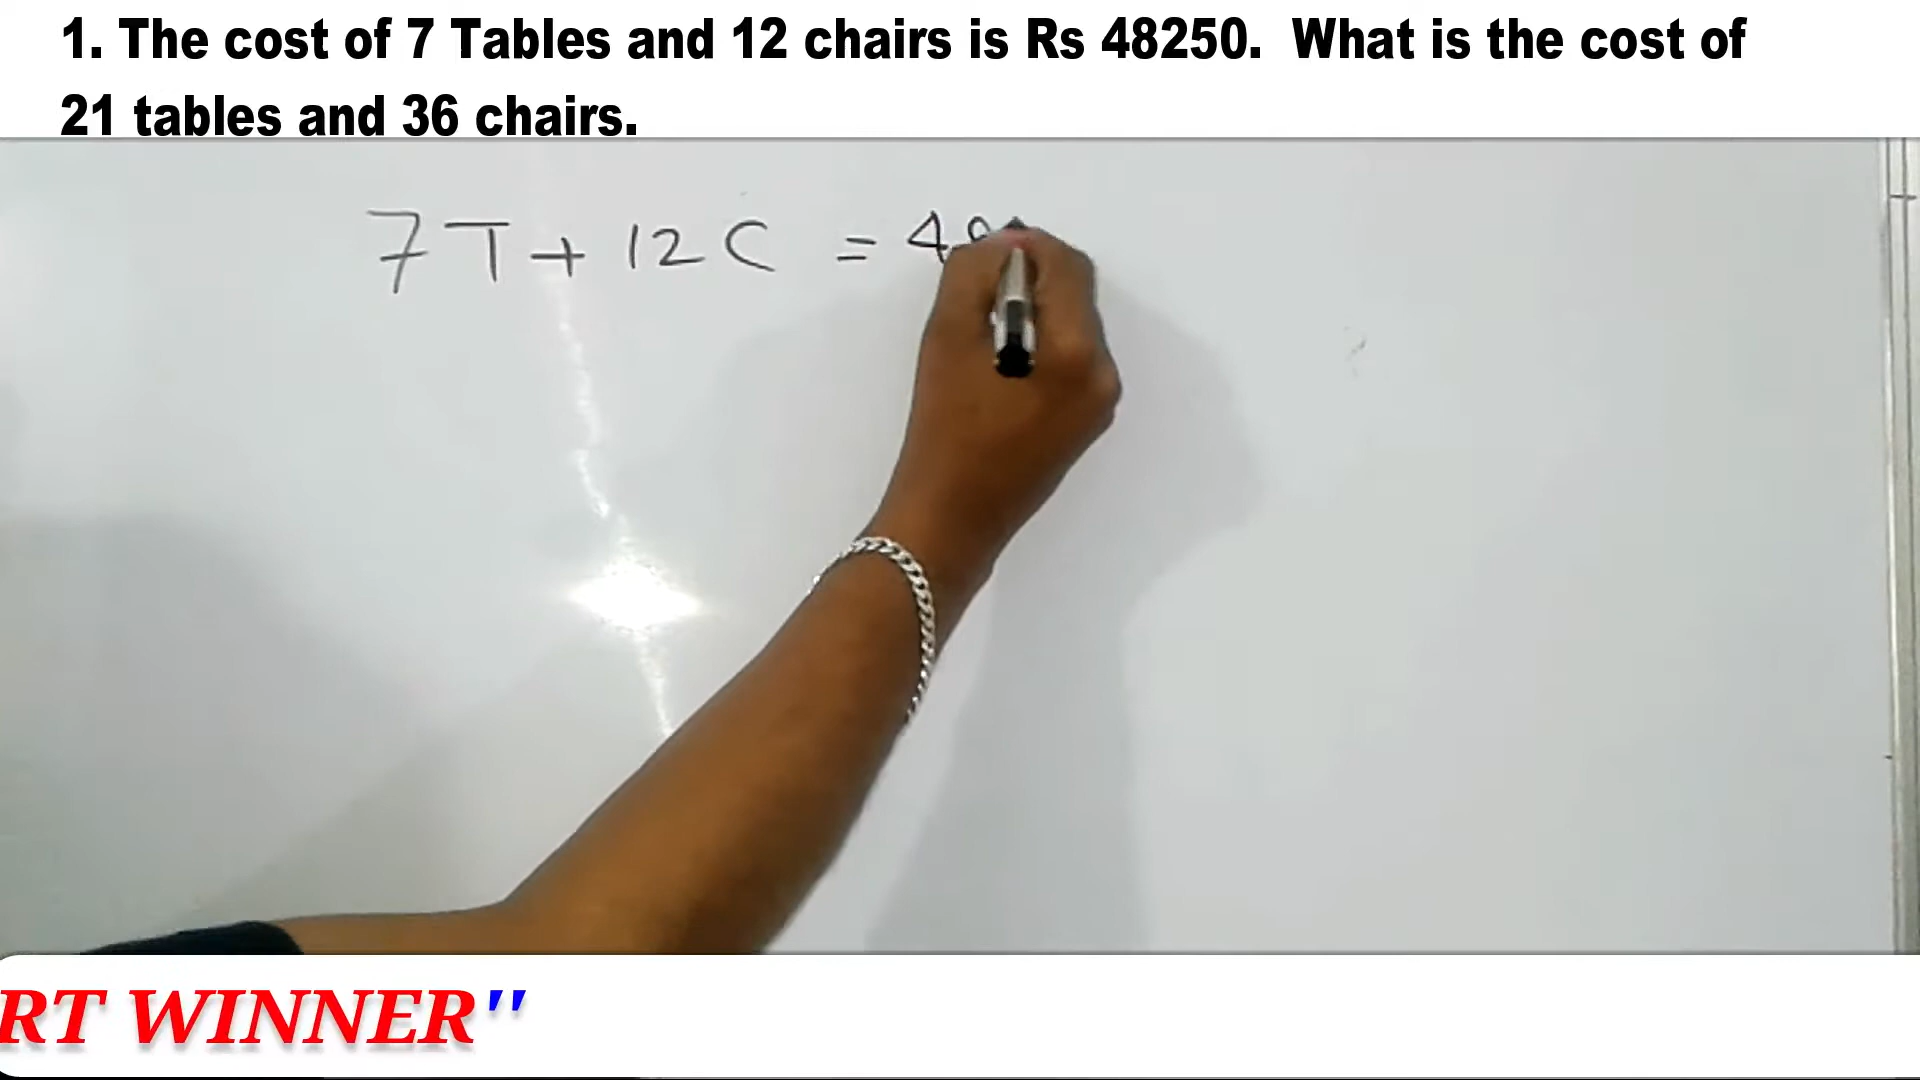 1. The cost of 7 Tables and 12 chairs is Rs 48250. What is the cost of
21 tables and 36 chairs.
7T + 12C = 48
RT WINNER''